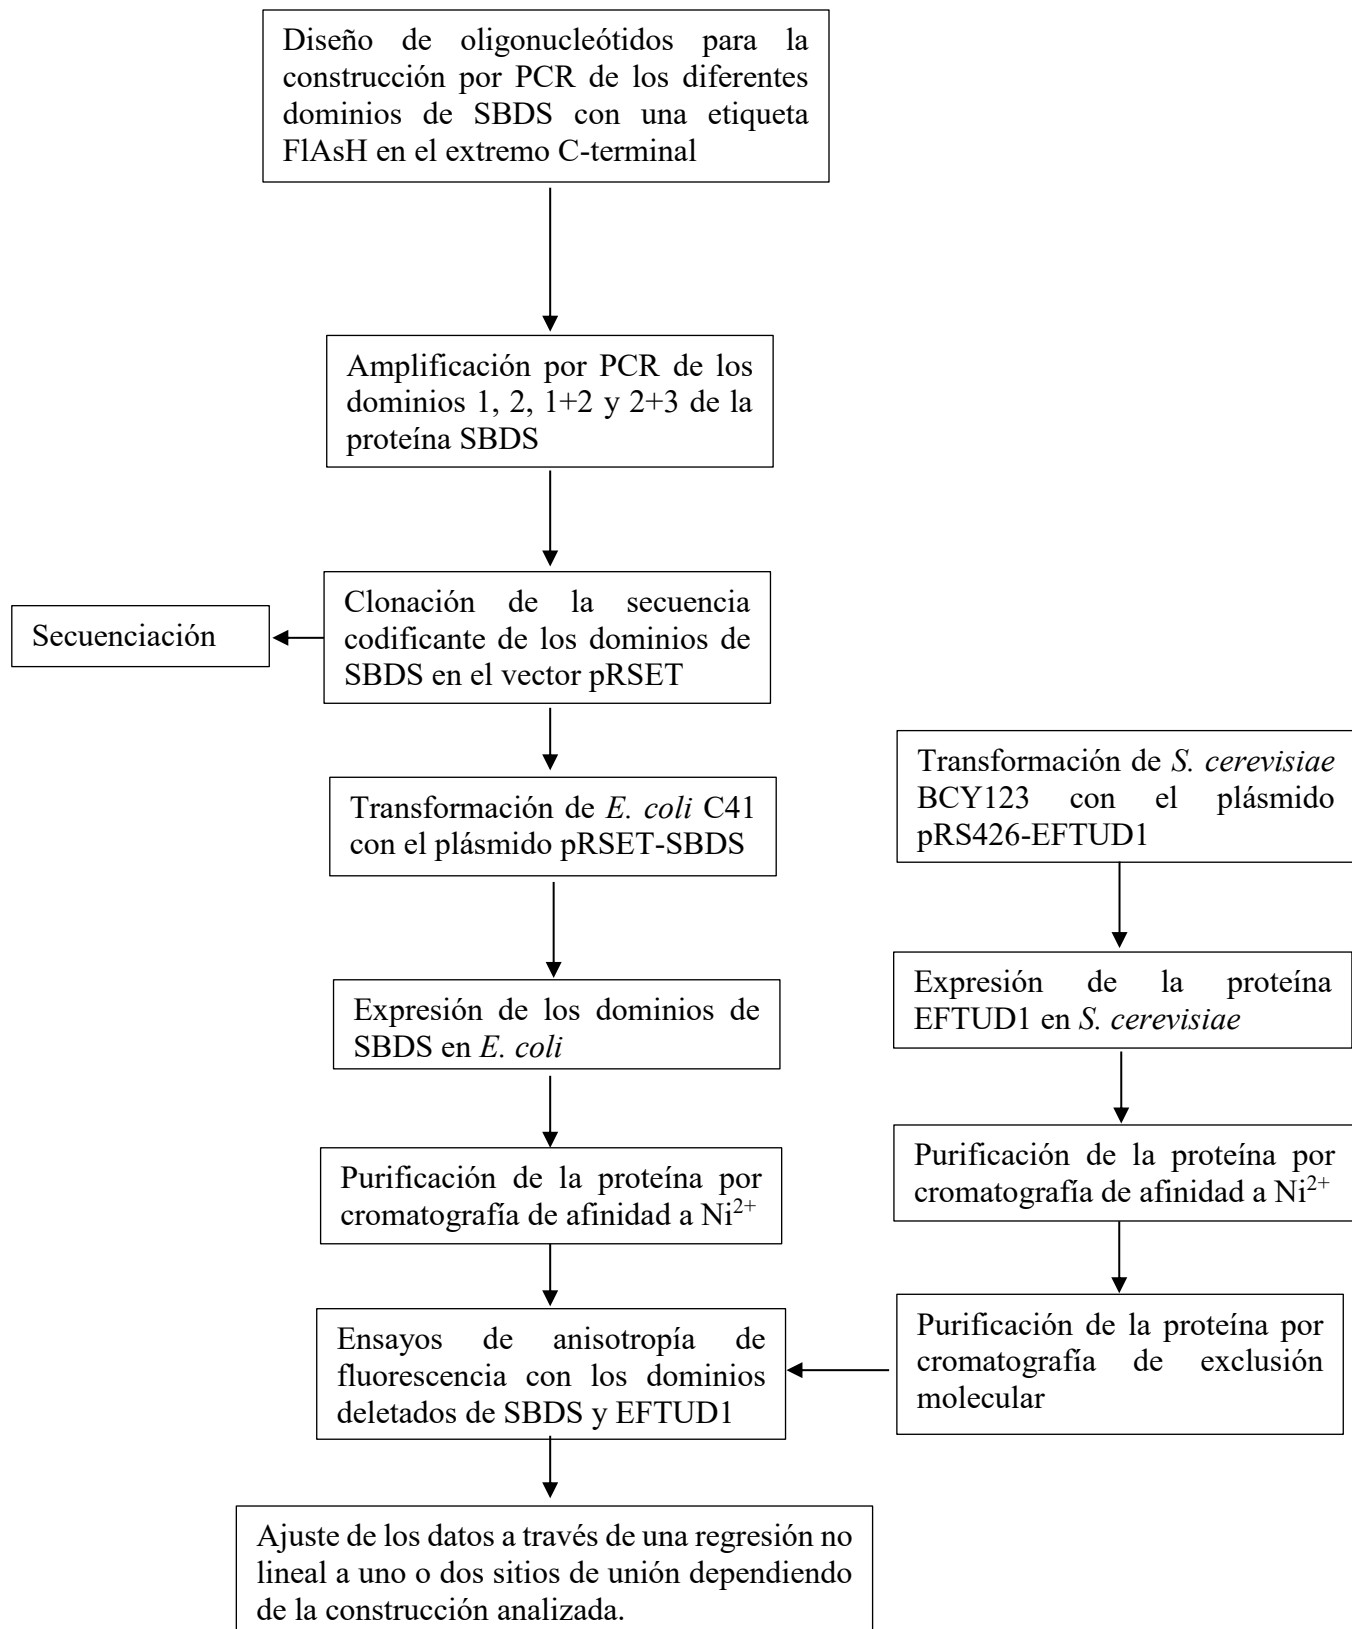 Diseño de oligonucleótidos para la
construcción por PCR de los diferentes
dominios de SBDS con una etiqueta
FlAsH en el extremo C-terminal
Amplificación por PCR de los
dominios 1, 2, 1+2 y 2+3 de la
proteína SBDS
Clonación de la secuencia
codificante de los dominios de
SBDS en el vector pRSET
Secuenciación
Transformación de E. coli C41
con el plásmido pRSET-SBDS
Expresión de los dominios de
SBDS en E. coli
Purificación de la proteína por
cromatografía de afinidad a Ni²⁺
Transformación de S. cerevisiae
BCY123 con el plásmido
pRS426-EFTUD1
Expresión de la proteína
EFTUD1 en S. cerevisiae
Purificación de la proteína por
cromatografía de afinidad a Ni²⁺
Purificación de la proteína por
cromatografía de exclusión
molecular
Ensayos de anisotropía de
fluorescencia con los dominios
deletados de SBDS y EFTUD1
Ajuste de los datos a través de una regresión no
lineal a uno o dos sitios de unión dependiendo
de la construcción analizada.